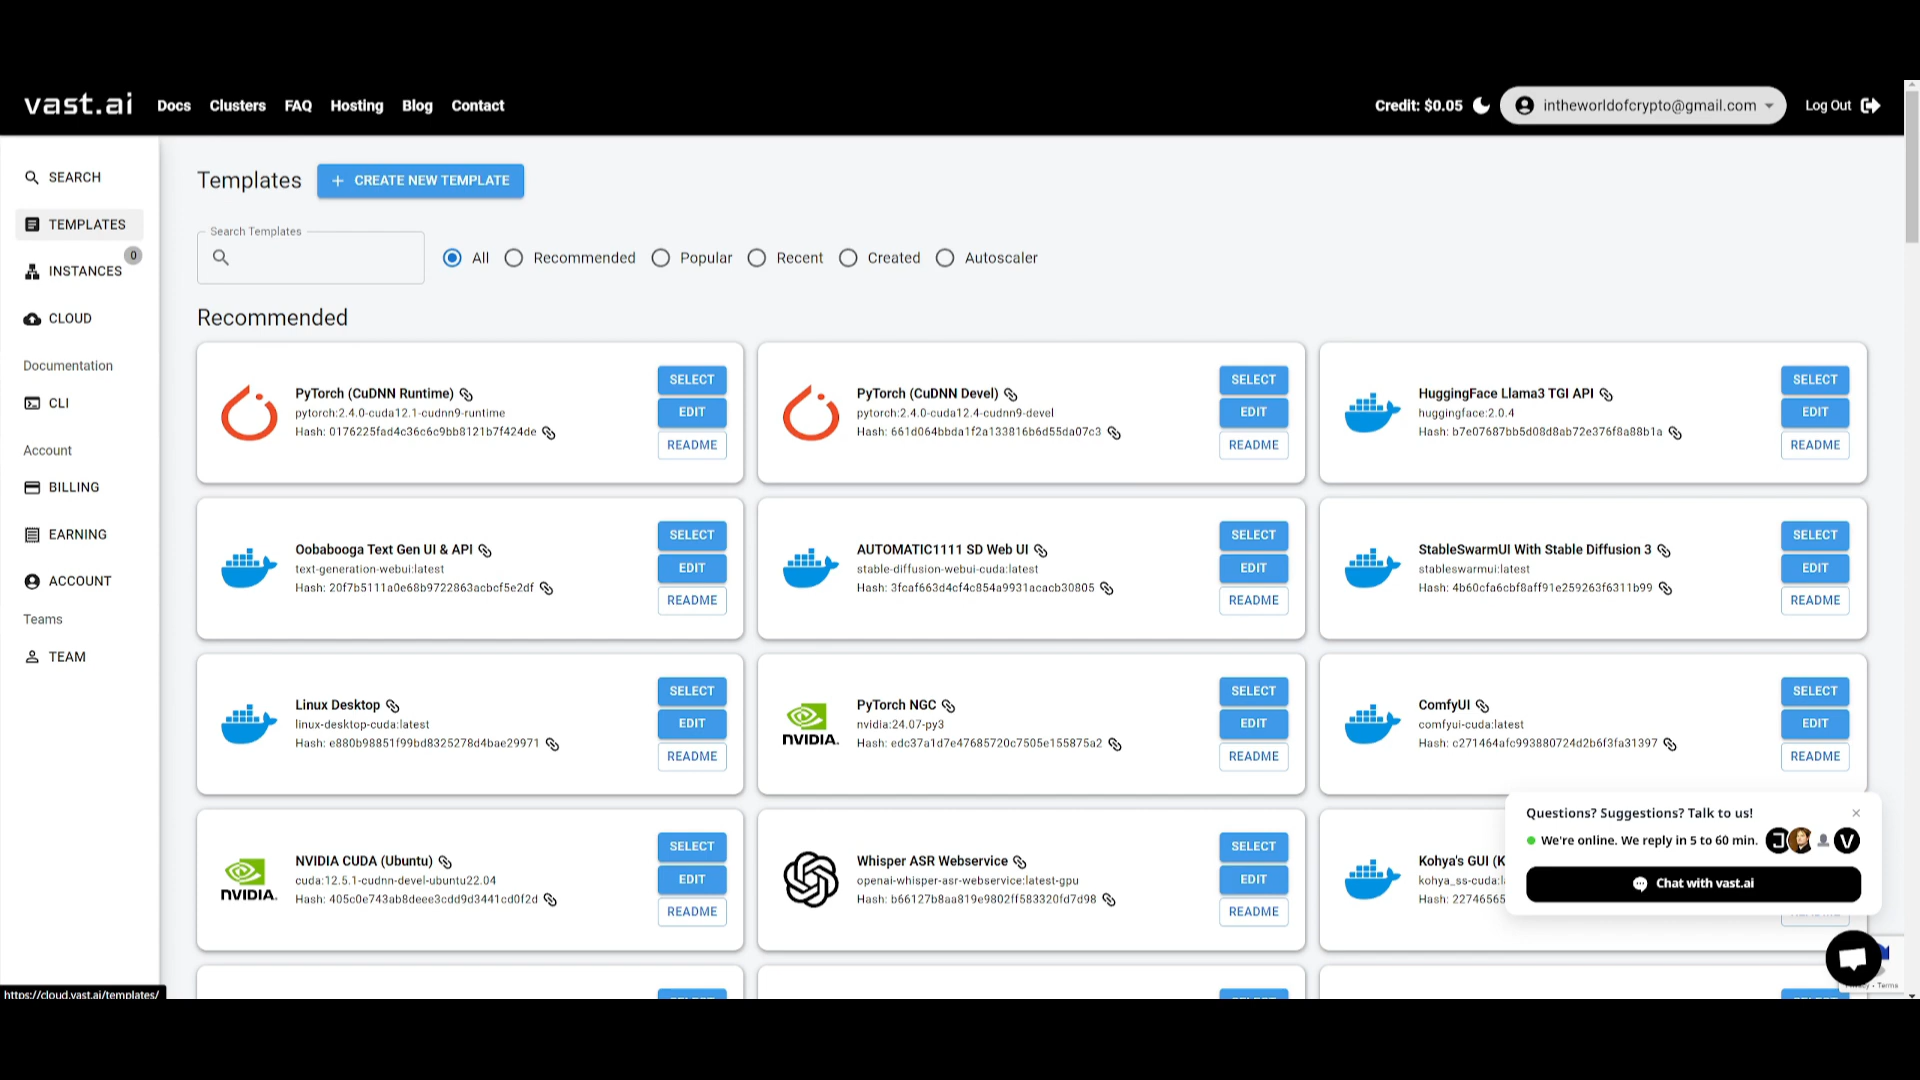 vast.ai Docs Clusters FAQ Hosting Blog Contact Credit: $0.05 intheworldofcrypto@gmail.com Log Out
SEARCH
TEMPLATES
INSTANCES 0
CLOUD
Documentation
CLI
Account
BILLING
EARNING
ACCOUNT
Teams
TEAM
Templates + CREATE NEW TEMPLATE
Search Templates
All Recommended Popular Recent Created Autoscaler
Recommended
PyTorch (CuDNN Runtime)
pytorch:2.4.0-cuda12.1-cudnn9-runtime
Hash: 0176225fad4c36c6c9bb8121b7f424de
SELECT
EDIT
README
PyTorch (CuDNN Devel)
pytorch:2.4.0-cuda12.4-cudnn9-devel
Hash: 661d064bbda1f2a133816b6d55da07c3
SELECT
EDIT
README
HuggingFace Llama3 TGI API
huggingface:2.0.4
Hash: b7e07687bb5d08d8ab72e376f8a88b1a
SELECT
EDIT
README
Oobabooga Text Gen UI & API
text-generation-webui:latest
Hash: 20f7b5111a0e68b9722863acbcf5e2df
SELECT
EDIT
README
AUTOMATIC1111 SD Web UI
stable-diffusion-webui-cuda:latest
Hash: 3fcaf663d4cf4c854a9931acacb30805
SELECT
EDIT
README
StableSwarmUI With Stable Diffusion 3
stableswarmui:latest
Hash: 4b60cfa6cbf8aff91e259263f6311b99
SELECT
EDIT
README
Linux Desktop
linux-desktop-cuda:latest
Hash: e880b98851f99bd8325278d4bae29971
SELECT
EDIT
README
NVIDIA.
PyTorch NGC
nvidia:24.07-py3
Hash: edc37a1d7e47685720c7505e155875a2
SELECT
EDIT
README
ComfyUI
comfyui-cuda:latest
Hash: c271464afc993880724d2b6f3fa31397
SELECT
EDIT
README
NVIDIA.
NVIDIA CUDA (Ubuntu)
cuda:12.5.1-cudnn-devel-ubuntu22.04
Hash: 405c0e743ab8deee3cdd9d3441cd0f2d
SELECT
EDIT
README
Whisper ASR Webservice
openai-whisper-asr-webservice:latest-gpu
Hash: b66127b8aa819e9802ff583320fd7d98
SELECT
EDIT
README
Kohya's GUI (K
kohya_ss-cuda:l
Hash: 22746565
Questions? Suggestions? Talk to us!
We're online. We reply in 5 to 60 min.
Chat with vast.ai
Terms
https://cloud.vast.ai/templates/